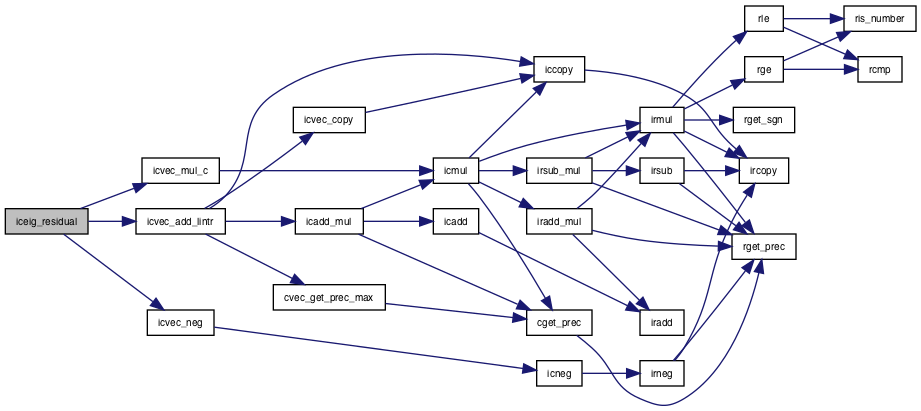 rle
ris_number
rge
rcmp
iccopy
icvec_copy
irmul
rget_sgn
icvec_mul_c
icmul
irsub_mul
irsub
ircopy
iceig_residual
icvec_add_lintr
icadd_mul
icadd
iradd_mul
rget_prec
cvec_get_prec_max
icvec_neg
cget_prec
iradd
icneg
irneg